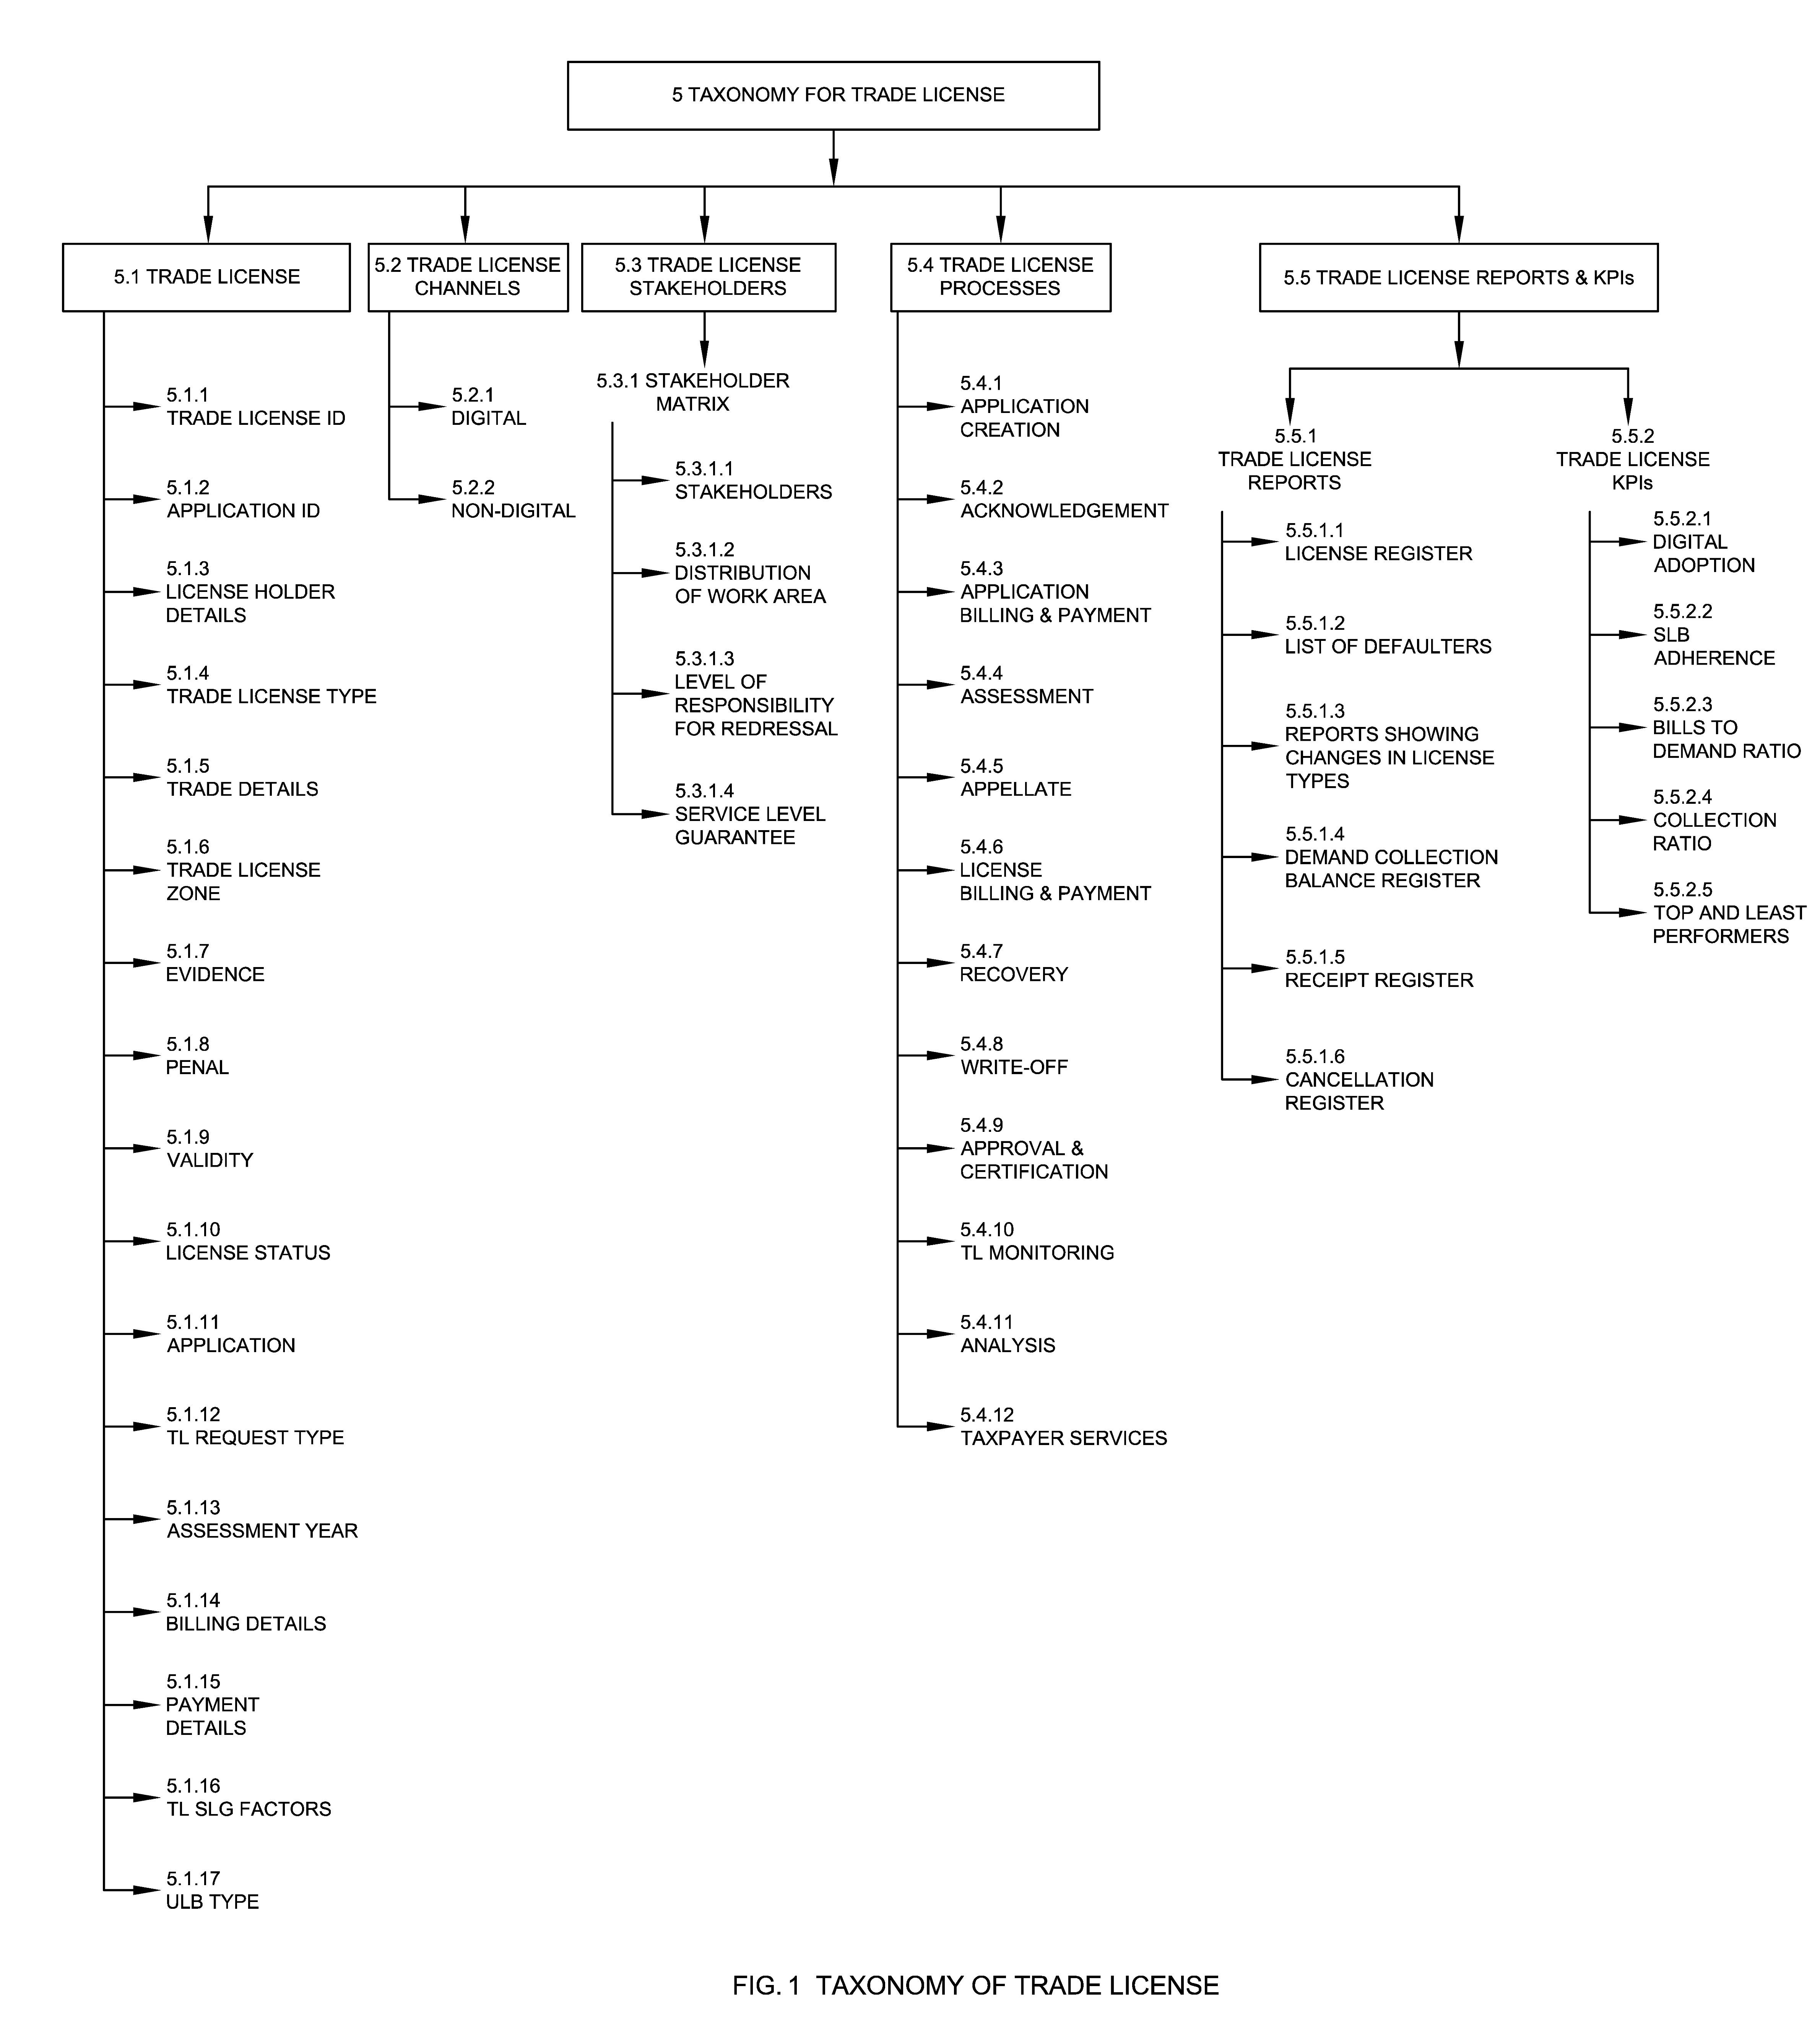 5 TAXONOMY FOR TRADE LICENSE
5.1 TRADE LICENSE
5.1.1
TRADE LICENSE ID
5.1.2
APPLICATION ID
5.1.3
LICENSE HOLDER
DETAILS
5.1.4
TRADE LICENSE TYPE
5.1.5
TRADE DETAILS
5.1.6
TRADE LICENSE
ZONE
5.1.7
EVIDENCE
5.1.8
PENAL
5.1.9
VALIDITY
5.1.10
LICENSE STATUS
5.1.11
APPLICATION
5.1.12
TL REQUEST TYPE
5.1.13
ASSESSMENT YEAR
5.1.14
BILLING DETAILS
5.1.15
PAYMENT
DETAILS
5.1.16
TL SLG FACTORS
5.1.17
ULB TYPE
5.2 TRADE LICENSE
CHANNELS
5.2.1
DIGITAL
5.2.2
NON-DIGITAL
5.3 TRADE LICENSE
STAKEHOLDERS
5.3.1 STAKEHOLDER
MATRIX
5.3.1.1
STAKEHOLDERS
5.3.1.2
DISTRIBUTION
OF WORK AREA
5.3.1.3
LEVEL OF
RESPONSIBILITY
FOR REDRESSAL
5.3.1.4
SERVICE LEVEL
GUARANTEE
5.4 TRADE LICENSE
PROCESSES
5.4.1
APPLICATION
CREATION
5.4.2
ACKNOWLEDGEMENT
5.4.3
APPLICATION
BILLING & PAYMENT
5.4.4
ASSESSMENT
5.4.5
APPELLATE
5.4.6
LICENSE
BILLING & PAYMENT
5.4.7
RECOVERY
5.4.8
WRITE-OFF
5.4.9
APPROVAL &
CERTIFICATION
5.4.10
TL MONITORING
5.4.11
ANALYSIS
5.4.12
TAXPAYER SERVICES
5.5 TRADE LICENSE REPORTS & KPIs
5.5.1
TRADE LICENSE
REPORTS
5.5.1.1
LICENSE REGISTER
5.5.1.2
LIST OF DEFAULTERS
5.5.1.3
REPORTS SHOWING
CHANGES IN LICENSE
TYPES
5.5.1.4
DEMAND COLLECTION
BALANCE REGISTER
5.5.1.5
RECEIPT REGISTER
5.5.1.6
CANCELLATION
REGISTER
5.5.2
TRADE LICENSE
KPIs
5.5.2.1
DIGITAL
ADOPTION
5.5.2.2
SLB
ADHERENCE
5.5.2.3
BILLS TO
DEMAND RATIO
5.5.2.4
COLLECTION
RATIO
5.5.2.5
TOP AND LEAST
PERFORMERS
FIG. 1 TAXONOMY OF TRADE LICENSE